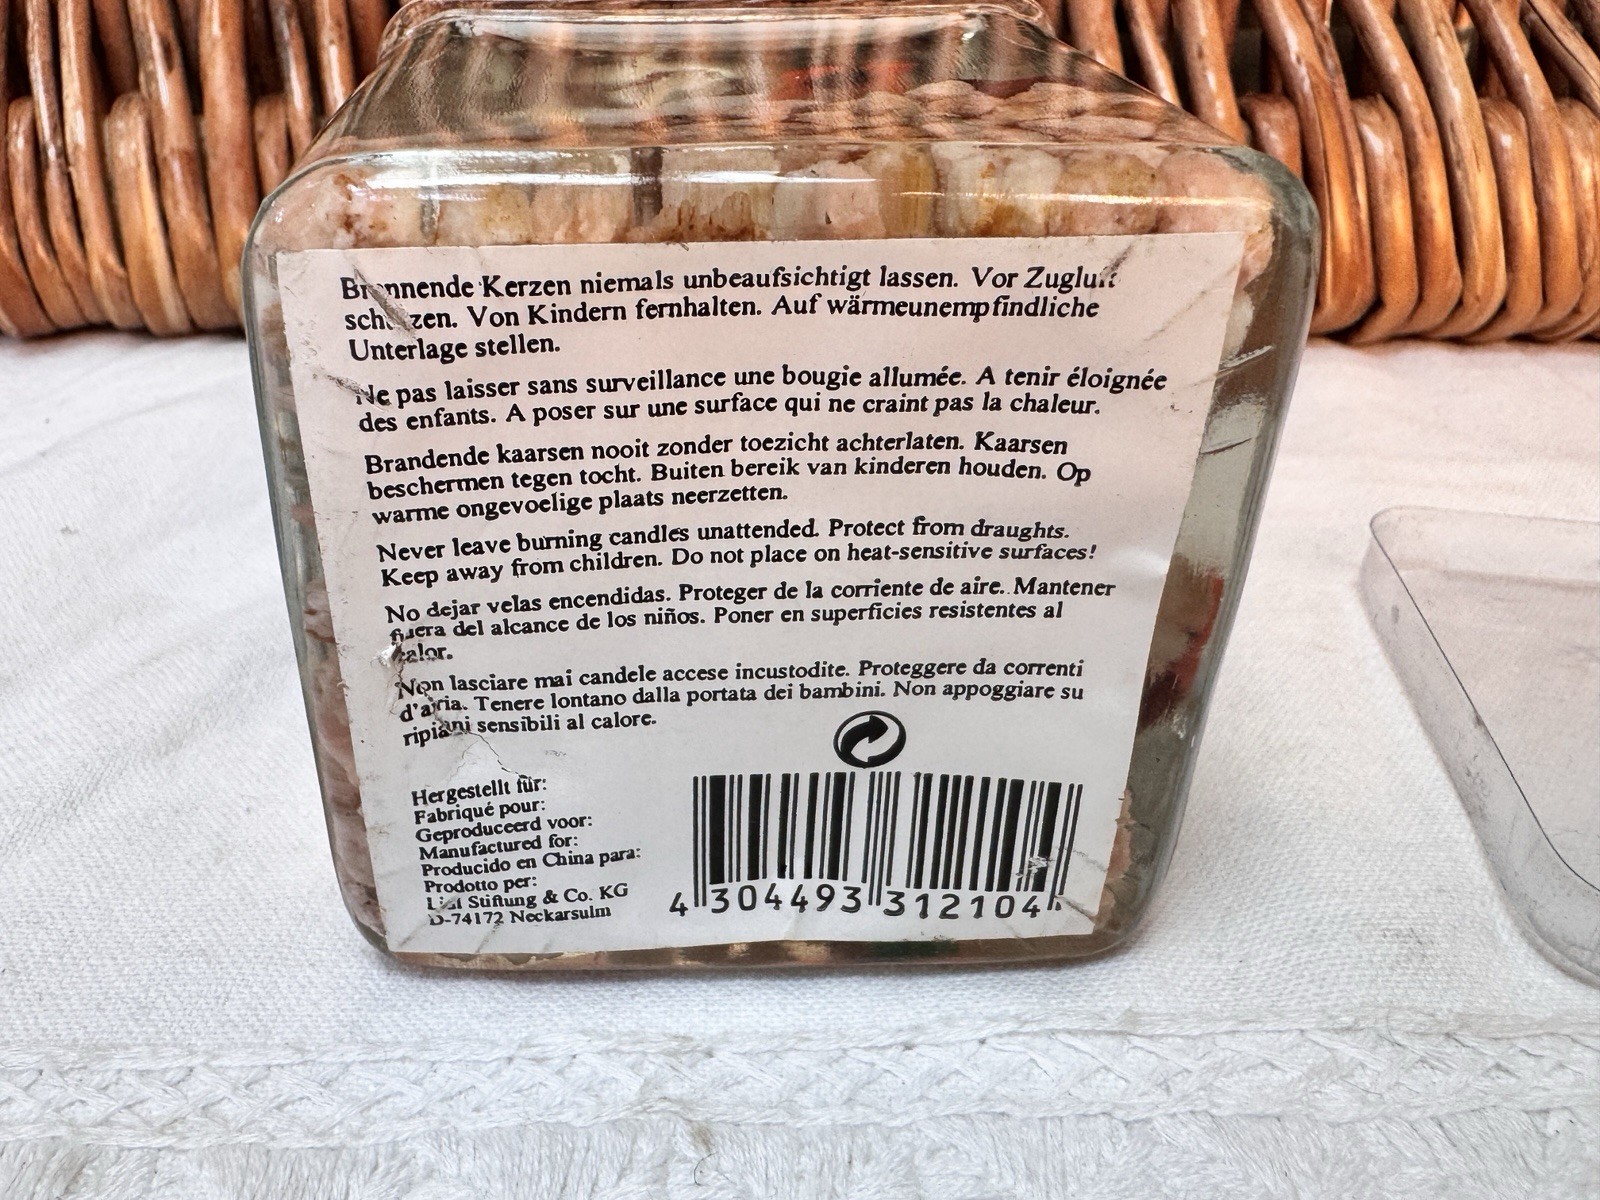 Brennende Kerzen niemals unbeaufsichtigt lassen. Vor Zugluft
schützen. Von Kindern fernhalten. Auf wärmeunempfindliche
Unterlage stellen.
Ne pas laisser sans surveillance une bougie allumée. A tenir éloignée
des enfants. A poser sur une surface qui ne craint pas la chaleur.
Brandende kaarsen nooit zonder toezicht achterlaten. Kaarsen
beschermen tegen tocht. Buiten bereik van kinderen houden. Op
warme ongevoelige plaats neerzetten.
Never leave burning candles unattended. Protect from draughts.
Keep away from children. Do not place on heat-sensitive surfaces!
No dejar velas encendidas. Proteger de la corriente de aire. Mantener
fuera del alcance de los niños. Poner en superficies resistentes al
calor.
Non lasciare mai candele accese incustodite. Proteggere da correnti
d'aria. Tenere lontano dalla portata dei bambini. Non appoggiare su
ripiani sensibili al calore.
Hergestellt für:
Fabriqué pour:
Geproduceerd voor:
Manufactured for:
Producido en China para:
Prodotto per:
Lidl Stiftung & Co. KG
D-74172 Neckarsulm
4 304493 312104